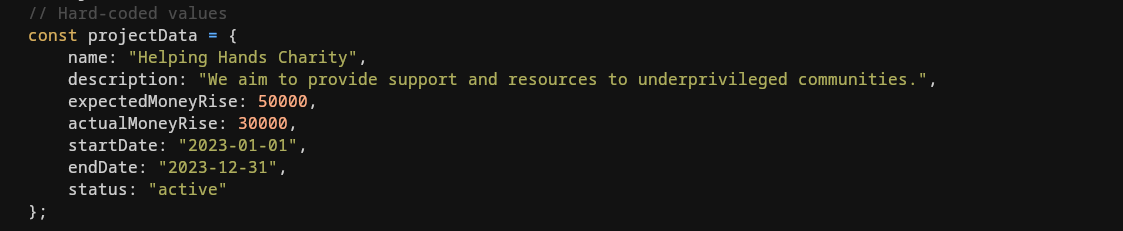 // Hard-coded values
const projectData = {
name: "Helping Hands Charity",
description: "We aim to provide support and resources to underprivileged communities.",
expectedMoneyRise: 50000,
actualMoneyRise: 30000,
startDate: "2023-01-01",
endDate: "2023-12-31",
status: "active"
};